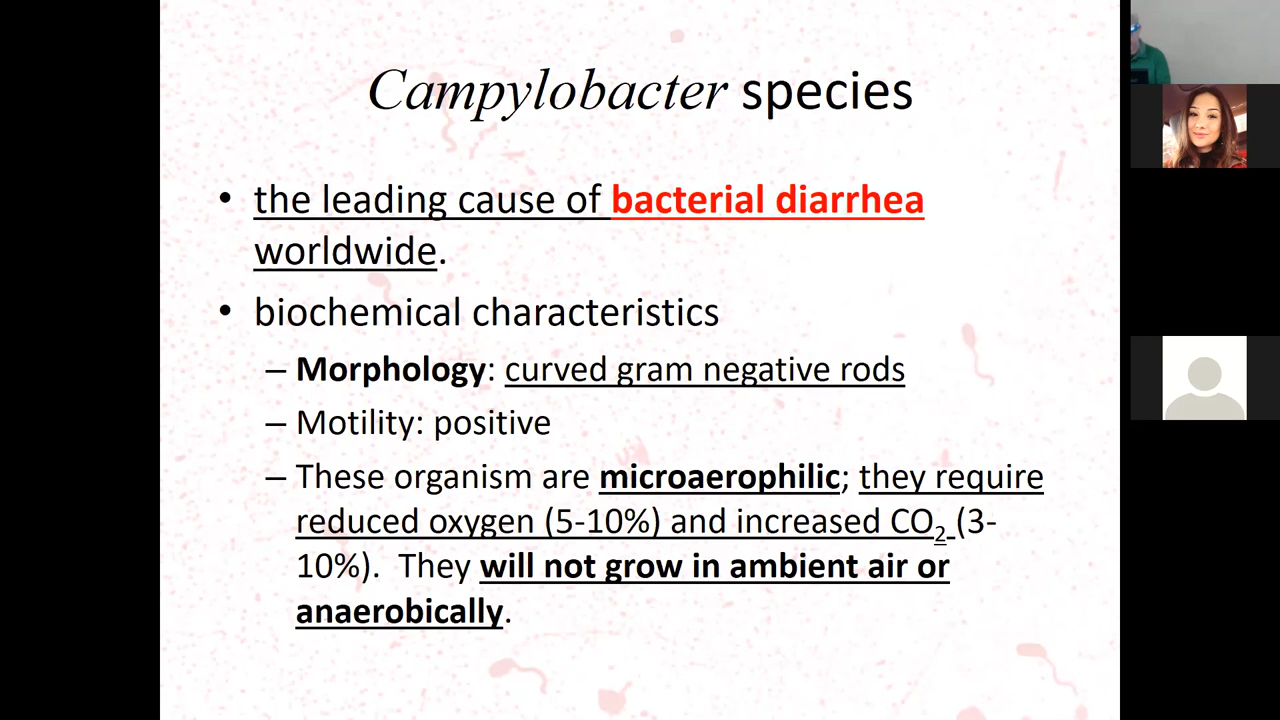 Campylobacter species
• the leading cause of bacterial diarrhea
worldwide.
• biochemical characteristics
– Morphology: curved gram negative rods
– Motility: positive
– These organism are microaerophilic; they require
reduced oxygen (5-10%) and increased CO₂ (3-
10%). They will not grow in ambient air or
anaerobically.